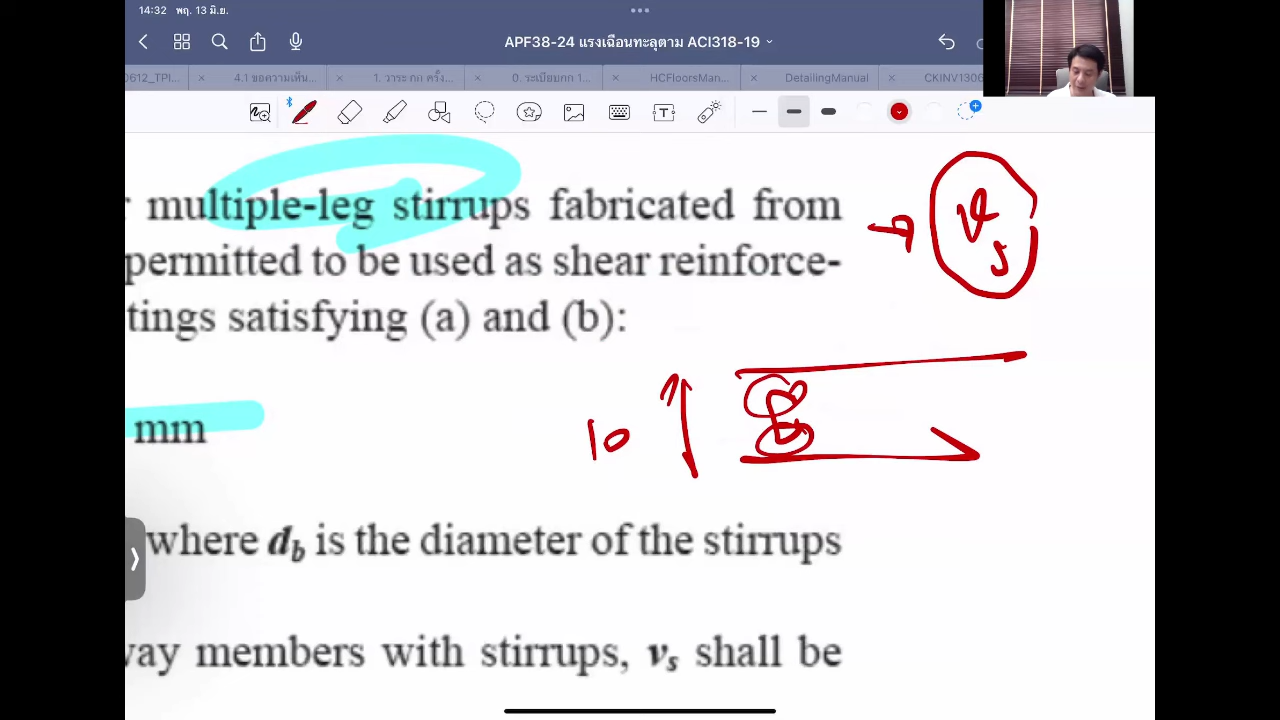 14:32 พฤ. 13 มิ.ย.
APF38-24 แรงเฉือนทะลุตาม ACI318-19
0612_TPI... 4.1 ขอความเห็น... 1. วาระ กก ครั้ง... 0. ระเบียบกก 1... HCFloorsMan... DetailingManual CKINV1306
multiple-leg stirrups fabricated from
permitted to be used as shear reinforce-
tings satisfying (a) and (b):
10
mm
where db is the diameter of the stirrups
way members with stirrups, vs shall be